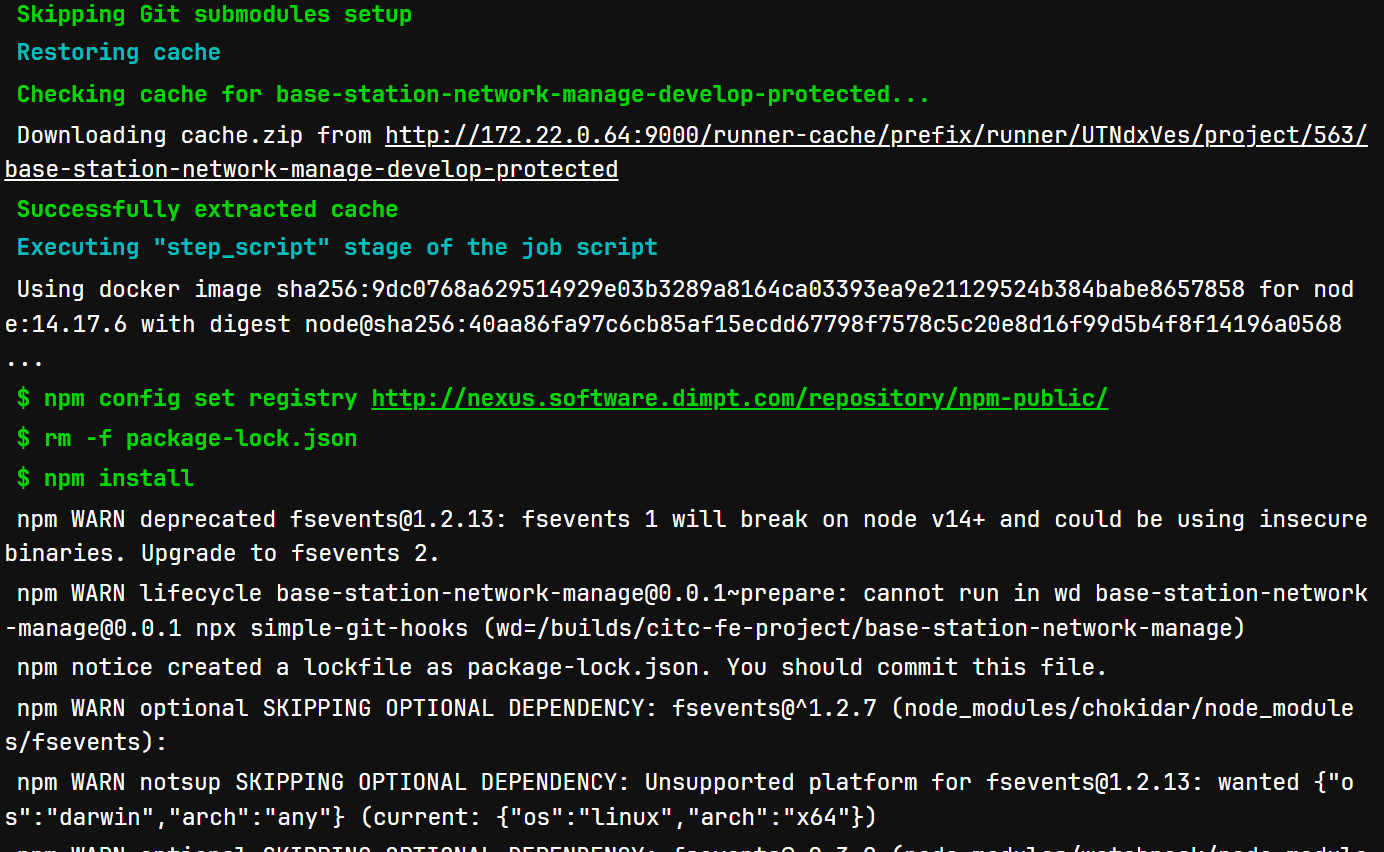 Skipping Git submodules setup
Restoring cache
Checking cache for base-station-network-manage-develop-protected...
Downloading cache.zip from http://172.22.0.64:9000/runner-cache/prefix/runner/UTNdxVes/project/563/
base-station-network-manage-develop-protected
Successfully extracted cache
Executing "step_script" stage of the job script
Using docker image sha256:9dc0768a629514929e03b3289a8164ca03393ea9e21129524b384babe8657858 for nod
e:14.17.6 with digest node@sha256:40aa86fa97c6cb85af15ecdd67798f7578c5c20e8d16f99d5b4f8f14196a0568
...
$ npm config set registry http://nexus.software.dimpt.com/repository/npm-public/
$ rm -f package-lock.json
$ npm install
npm WARN deprecated fsevents@1.2.13: fsevents 1 will break on node v14+ and could be using insecure
binaries. Upgrade to fsevents 2.
npm WARN lifecycle base-station-network-manage@0.0.1~prepare: cannot run in wd base-station-network
-manage@0.0.1 npx simple-git-hooks (wd=/builds/citc-fe-project/base-station-network-manage)
npm notice created a lockfile as package-lock.json. You should commit this file.
npm WARN optional SKIPPING OPTIONAL DEPENDENCY: fsevents@^1.2.7 (node_modules/chokidar/node_module
s/fsevents):
npm WARN notsup SKIPPING OPTIONAL DEPENDENCY: Unsupported platform for fsevents@1.2.13: wanted {"o
s":"darwin","arch":"any"} (current: {"os":"linux","arch":"x64"})
npm WARN optional SKIPPING OPTIONAL DEPENDENCY: